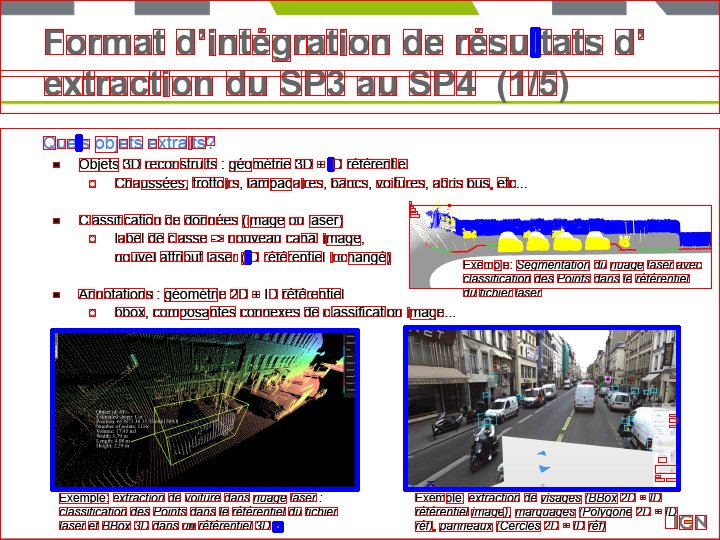 Format d'intégration de résultats d'
extraction du SP3 au SP4 (1/5)
Quels objets extraits?
Objets 3D reconstruits : géométrie 3D + ID référentiel
Chaussées, trottoirs, lampadaires, bancs, voitures, abris bus, etc...
Classification de données (image ou laser)
label de classe -> nouveau canal image,
nouvel attribut laser (ID référentiel inchangé)
Exemple: Segmentation du nuage laser avec
classification des Points dans le référentiel
du fichier laser
Annotations : géométrie 2D + ID référentiel
bbox, composantes connexes de classification image...
Exemple: extraction de voiture dans nuage laser :
classification des Points dans le référentiel du fichier
laser et BBox 3D dans un référentiel 3D
Exemple: extraction de visages (BBox 2D + ID
référentiel image), marquages (Polygone 2D + ID
réf), panneaux (Cercles 2D + ID réf)
IGN